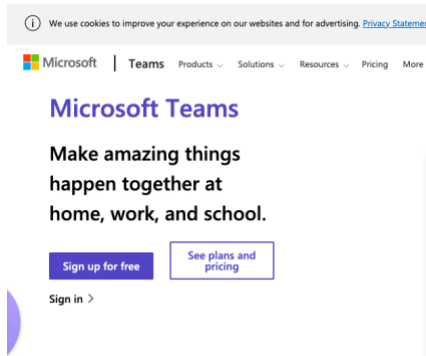 We use cookies to improve your experience on our websites and for advertising. Privacy Statement
Microsoft | Teams Products Solutions Resources Pricing More
Microsoft Teams
Make amazing things
happen together at
home, work, and school.
Sign up for free
See plans and
pricing
Sign in >